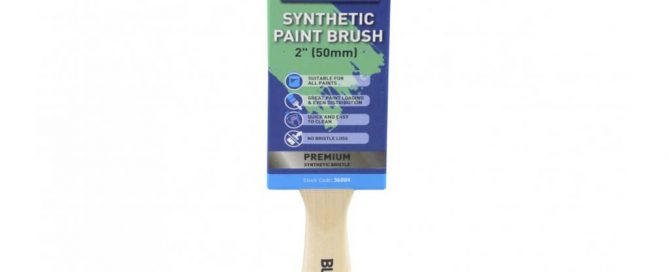 SYNTHETIC
PAINT BRUSH
2" (50mm)
SUITABLE FOR
ALL PAINTS
GREAT PAINT LOADING
& EVEN DISTRIBUTION
QUICK AND EASY
TO CLEAN
NO BRISTLE LOSS
PREMIUM
SYNTHETIC BRISTLE
Stock Code: 36004